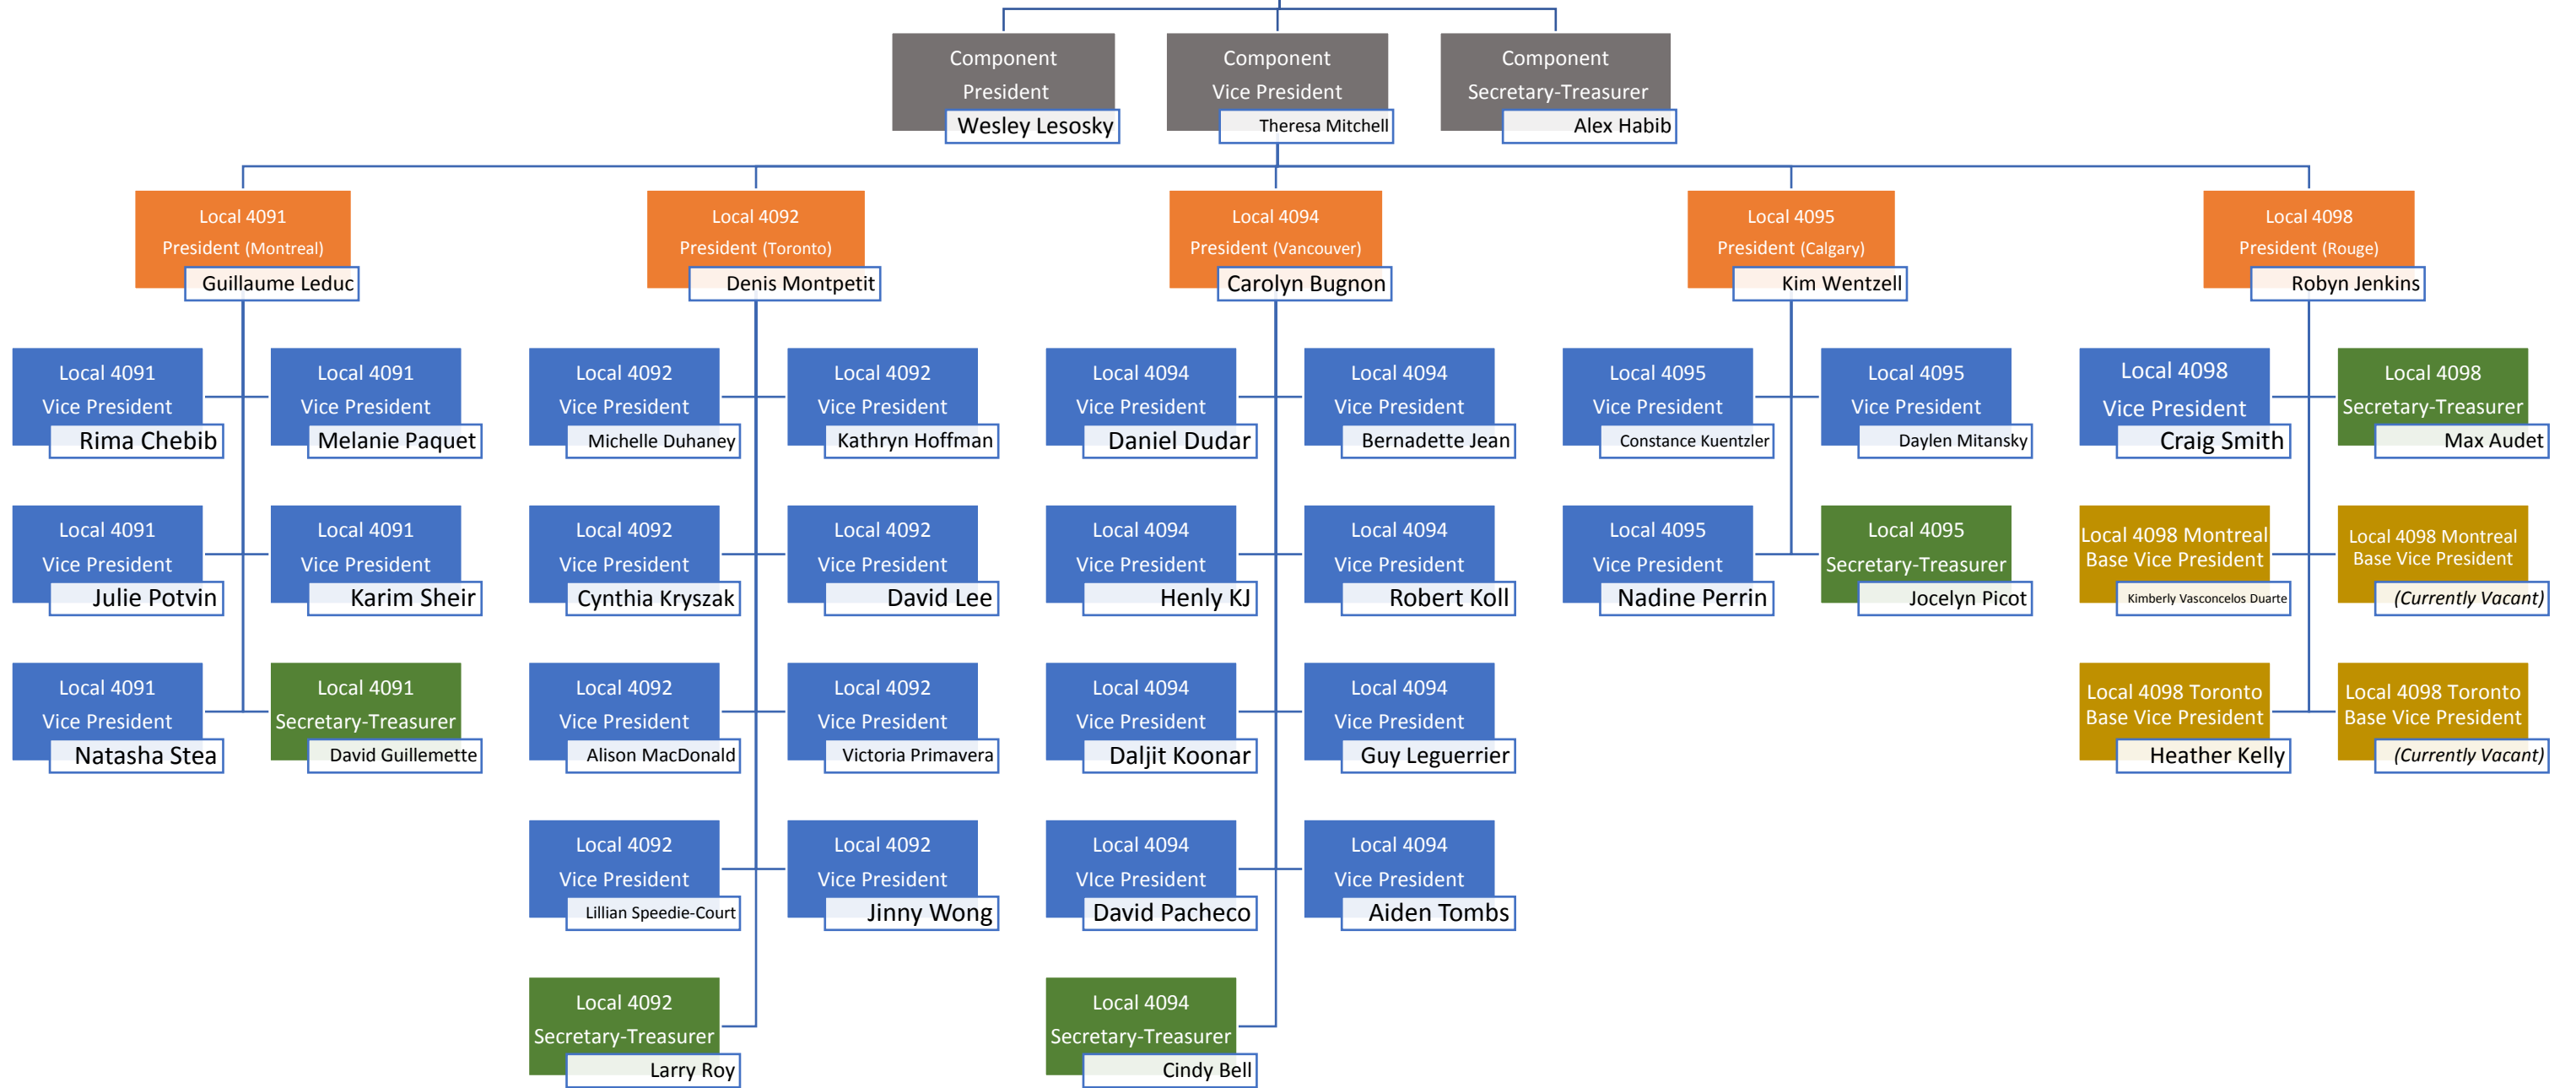 Component
President
Wesley Lesosky
Component
Vice President
Theresa Mitchell
Component
Secretary-Treasurer
Alex Habib
Local 4091
President (Montreal)
Guillaume Leduc
Local 4092
President (Toronto)
Denis Montpetit
Local 4094
President (Vancouver)
Carolyn Bugnon
Local 4095
President (Calgary)
Kim Wentzell
Local 4098
President (Rouge)
Robyn Jenkins
Local 4091
Vice President
Rima Chebib
Local 4091
Vice President
Melanie Paquet
Local 4092
Vice President
Michelle Duhaney
Local 4092
Vice President
Kathryn Hoffman
Local 4094
Vice President
Daniel Dudar
Local 4094
Vice President
Bernadette Jean
Local 4095
Vice President
Constance Kuentzler
Local 4095
Vice President
Daylen Mitansky
Local 4098
Vice President
Craig Smith
Local 4098
Secretary-Treasurer
Max Audet
Local 4091
Vice President
Julie Potvin
Local 4091
Vice President
Karim Sheir
Local 4092
Vice President
Cynthia Kryszak
Local 4092
Vice President
David Lee
Local 4094
Vice President
Henly KJ
Local 4094
Vice President
Robert Koll
Local 4095
Vice President
Nadine Perrin
Local 4095
Secretary-Treasurer
Jocelyn Picot
Local 4098 Montreal
Base Vice President
Kimberly Vasconcelos Duarte
Local 4098 Montreal
Base Vice President
(Currently Vacant)
Local 4091
Vice President
Natasha Stea
Local 4091
Secretary-Treasurer
David Guillemette
Local 4092
Vice President
Alison MacDonald
Local 4092
Vice President
Victoria Primavera
Local 4094
Vice President
Daljit Koonar
Local 4094
Vice President
Guy Leguerrier
Local 4098 Toronto
Base Vice President
Heather Kelly
Local 4098 Toronto
Base Vice President
(Currently Vacant)
Local 4092
Vice President
Lillian Speedie-Court
Local 4092
Vice President
Jinny Wong
Local 4094
VIce President
David Pacheco
Local 4094
Vice President
Aiden Tombs
Local 4092
Secretary-Treasurer
Larry Roy
Local 4094
Secretary-Treasurer
Cindy Bell